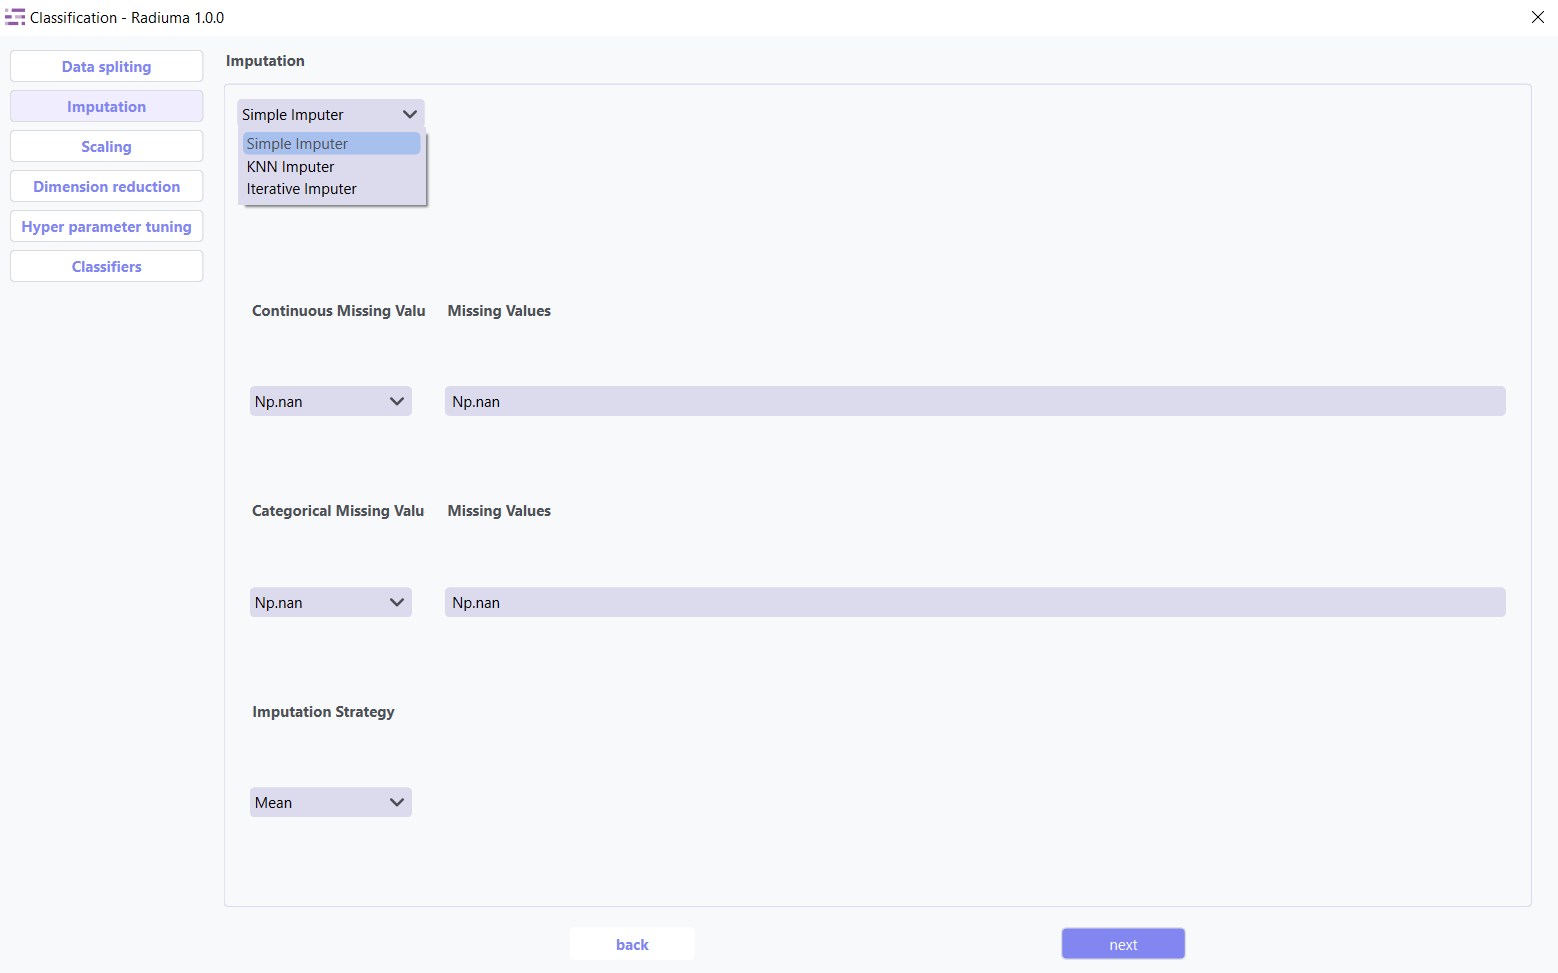 Classification - Radiuma 1.0.0
Data spliting
Imputation
Scaling
Dimension reduction
Hyper parameter tuning
Classifiers
Imputation
Simple Imputer
Simple Imputer
KNN Imputer
Iterative Imputer
Continuous Missing Valu Missing Values
Np.nan Np.nan
Categorical Missing Valu Missing Values
Np.nan Np.nan
Imputation Strategy
Mean
back next